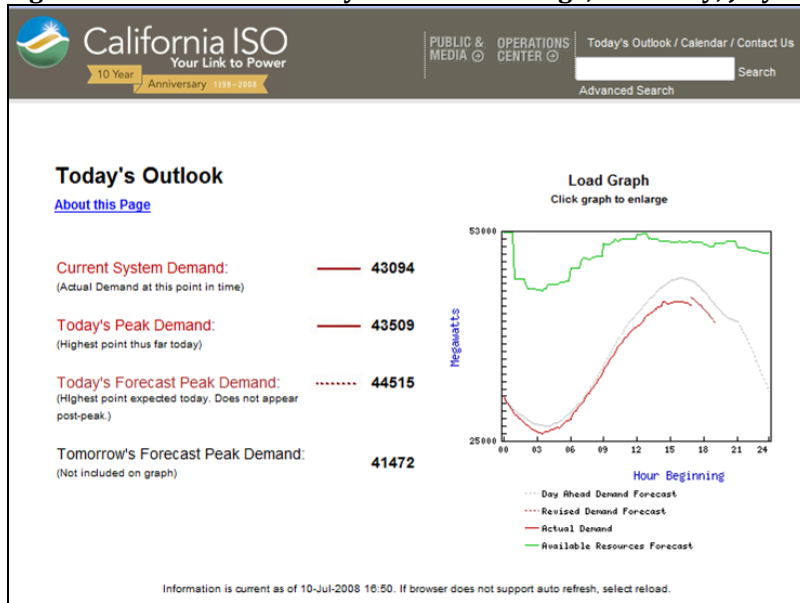 California ISO
Your Link to Power
10 Year
Anniversary 1998-2008
PUBLIC & MEDIA
OPERATIONS CENTER
Today's Outlook / Calendar / Contact Us
Search
Advanced Search
Today's Outlook
About this Page
Current System Demand: 43094
(Actual Demand at this point in time)
Today's Peak Demand: 43509
(Highest point thus far today)
Today's Forecast Peak Demand: 44515
(Highest point expected today. Does not appear
post-peak.)
Tomorrow's Forecast Peak Demand: 41472
(Not included on graph)
Load Graph
Click graph to enlarge
53000
Megawatts
25000
00 03 06 09 12 15 18 21 24
Hour Beginning
Day Ahead Demand Forecast
Revised Demand Forecast
Actual Demand
Available Resources Forecast
Information is current as of 10-Jul-2008 16:50. If browser does not support auto refresh, select reload.